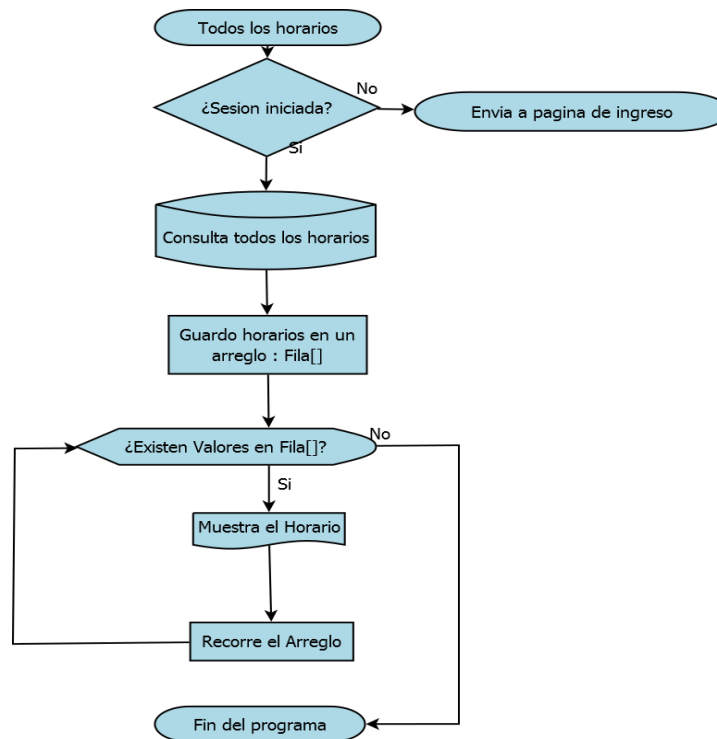 Todos los horarios
No
¿Sesion iniciada?
Envia a pagina de ingreso
Si
Consulta todos los horarios
Guardo horarios en un
arreglo : Fila[]
No
¿Existen Valores en Fila[]?
Si
Muestra el Horario
Recorre el Arreglo
Fin del programa